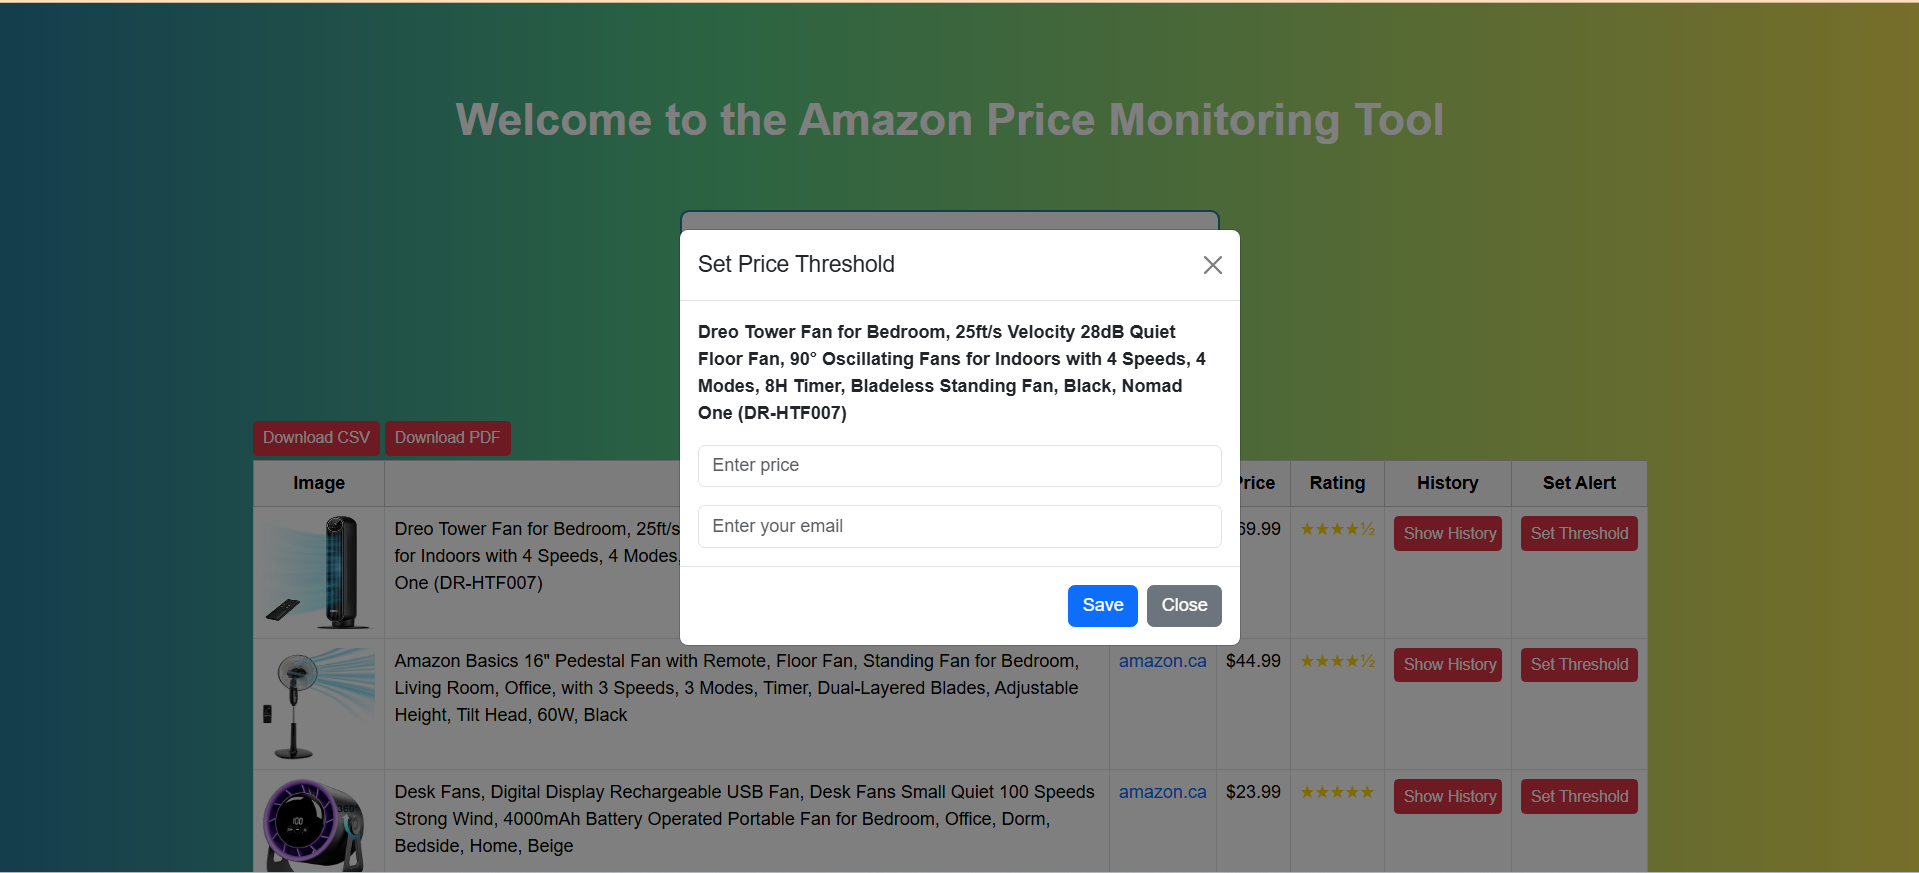 Welcome to the Amazon Price Monitoring Tool
Set Price Threshold
Dreo Tower Fan for Bedroom, 25ft/s Velocity 28dB Quiet
Floor Fan, 90° Oscillating Fans for Indoors with 4 Speeds, 4
Modes, 8H Timer, Bladeless Standing Fan, Black, Nomad
One (DR-HTF007)
Enter price
Enter your email
Save Close
Download CSV Download PDF
Image Price Rating History Set Alert
Dreo Tower Fan for Bedroom, 25ft/s 69.99 ★★★★½ Show History Set Threshold
for Indoors with 4 Speeds, 4 Modes,
One (DR-HTF007)
Amazon Basics 16" Pedestal Fan with Remote, Floor Fan, Standing Fan for Bedroom, amazon.ca $44.99 ★★★★½ Show History Set Threshold
Living Room, Office, with 3 Speeds, 3 Modes, Timer, Dual-Layered Blades, Adjustable
Height, Tilt Head, 60W, Black
Desk Fans, Digital Display Rechargeable USB Fan, Desk Fans Small Quiet 100 Speeds amazon.ca $23.99 ★★★★★ Show History Set Threshold
Strong Wind, 4000mAh Battery Operated Portable Fan for Bedroom, Office, Dorm,
Bedside, Home, Beige
100
360°